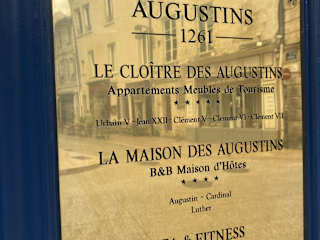 AUGUSTINS
1261
LE CLOÎTRE DES AUGUSTINS
Appartements Meublés de Tourisme
★ ★ ★ ★ ★
Urbain V - Jean XXII - Clément V - Clément VI - Clément VII
LA MAISON DES AUGUSTINS
B&B Maison d'Hôtes
★ ★ ★ ★
Augustin - Cardinal
Luther
& FITNESS